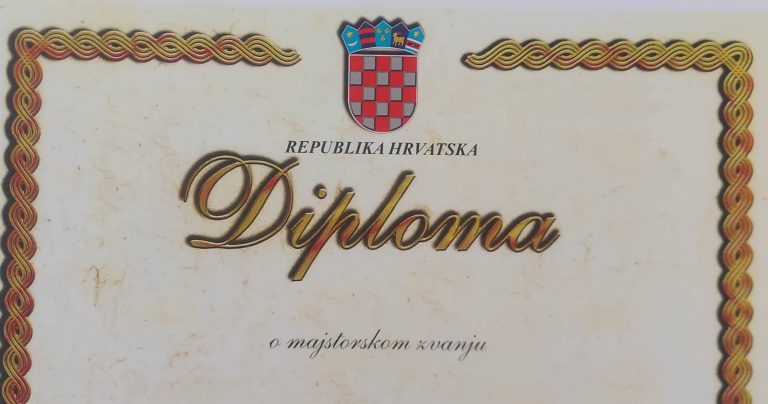 REPUBLIKA HRVATSKA
Diploma
o majstorskom zvanju